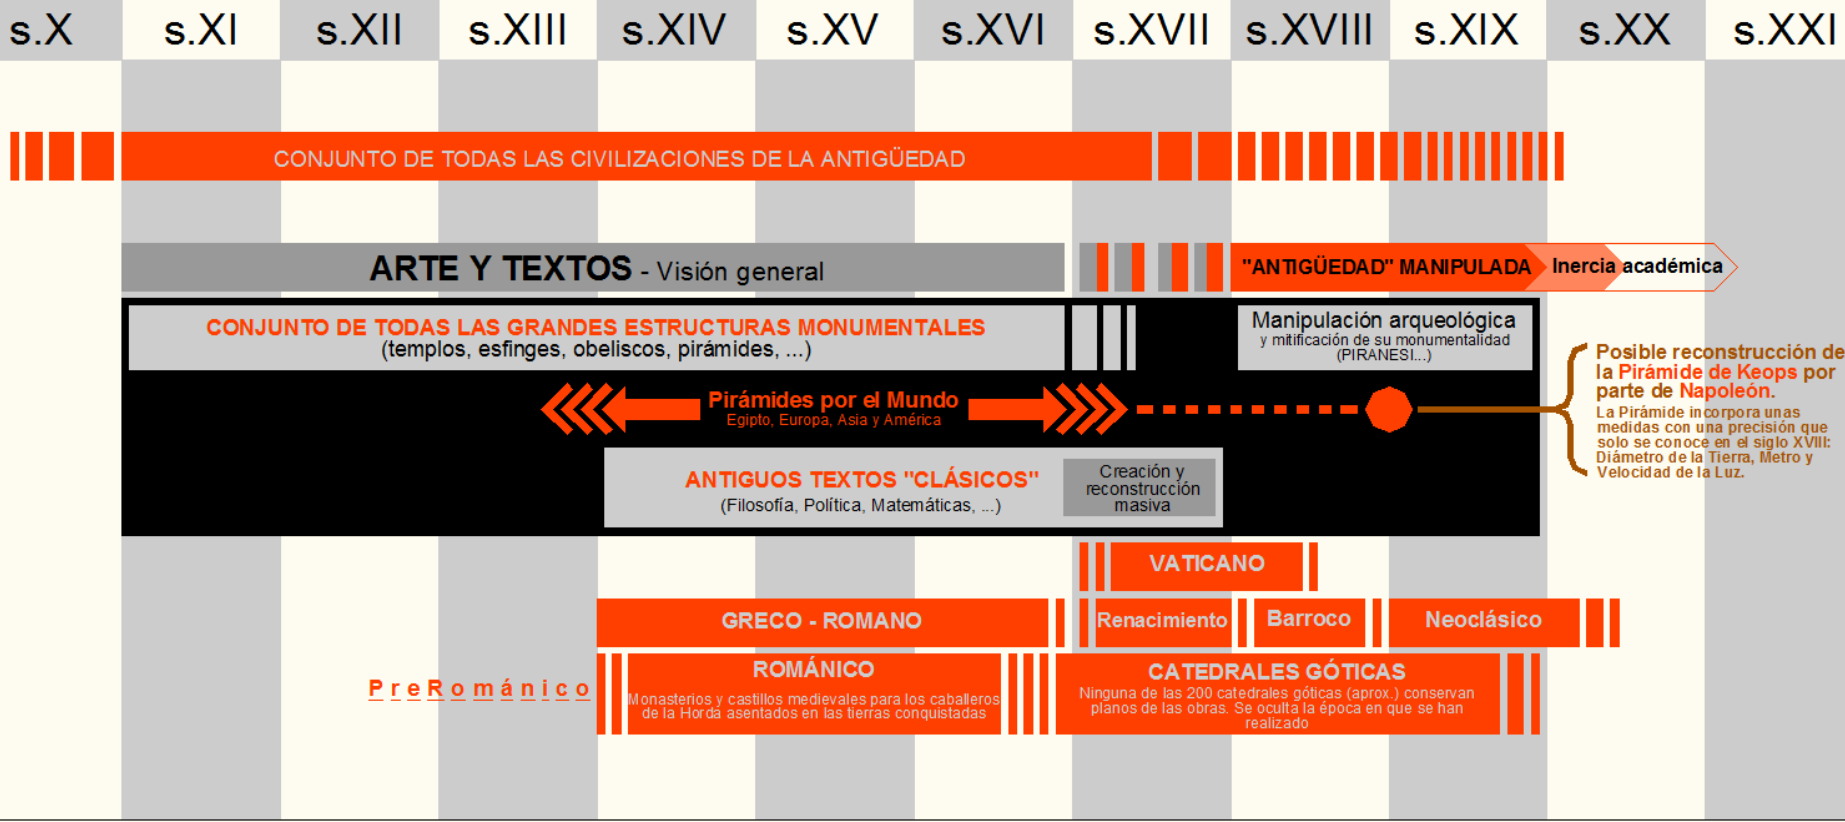 s.X s.XI s.XII s.XIII s.XIV s.XV s.XVI s.XVII s.XVIII s.XIX s.XX s.XXI
CONJUNTO DE TODAS LAS CIVILIZACIONES DE LA ANTIGÜEDAD
ARTE Y TEXTOS - Visión general
"ANTIGÜEDAD" MANIPULADA
Inercia académica
CONJUNTO DE TODAS LAS GRANDES ESTRUCTURAS MONUMENTALES
(templos, esfinges, obeliscos, pirámides, ...)
Manipulación arqueológica
y mitificación de su monumentalidad
(PIRANESI...)
Posible reconstrucción de
la Pirámide de Keops por
parte de Napoleón.
La Pirámide incorpora unas
medidas con una precisión que
solo se conoce en el siglo XVIII:
Diámetro de la Tierra, Metro y
Velocidad de la Luz.
Pirámides por el Mundo
Egipto, Europa, Asia y América
ANTIGUOS TEXTOS "CLÁSICOS"
(Filosofía, Política, Matemáticas, ...)
Creación y
reconstrucción
masiva
VATICANO
GRECO - ROMANO
Renacimiento
Barroco
Neoclásico
PreRománico
ROMÁNICO
Monasterios y castillos medievales para los caballeros
de la Horda asentados en las tierras conquistadas
CATEDRALES GÓTICAS
Ninguna de las 200 catedrales góticas (aprox.) conservan
planos de las obras. Se oculta la época en que se han
realizado